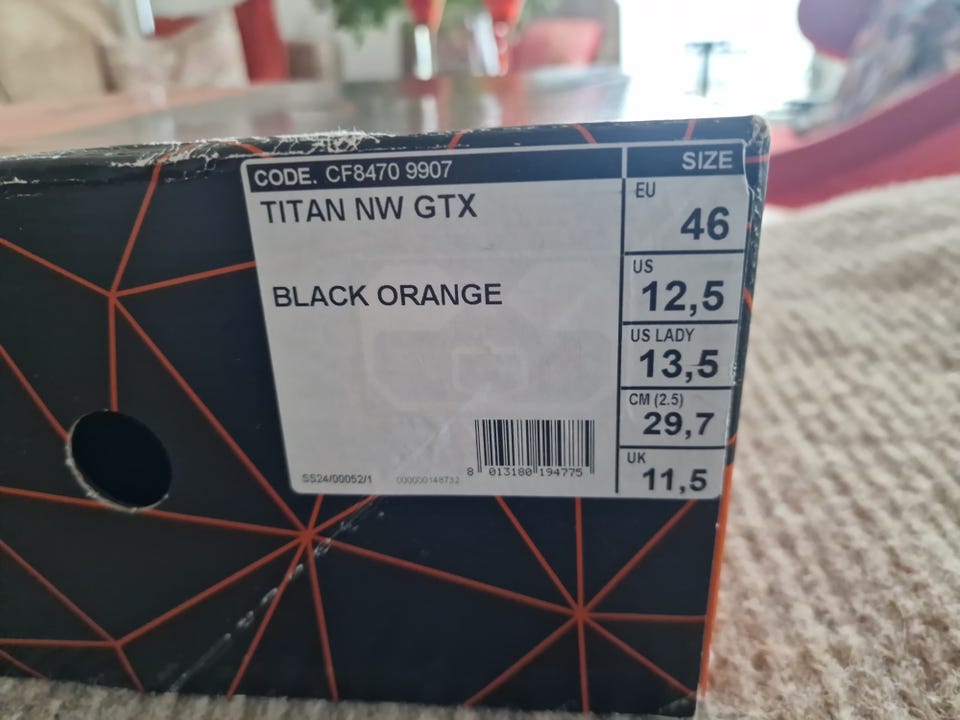 CODE. CF8470 9907
TITAN NW GTX
BLACK ORANGE
SS24/00052/1
000000148732
8 013180 194775
SIZE
EU
46
US
12,5
US LADY
13,5
CM (2.5)
29,7
UK
11,5